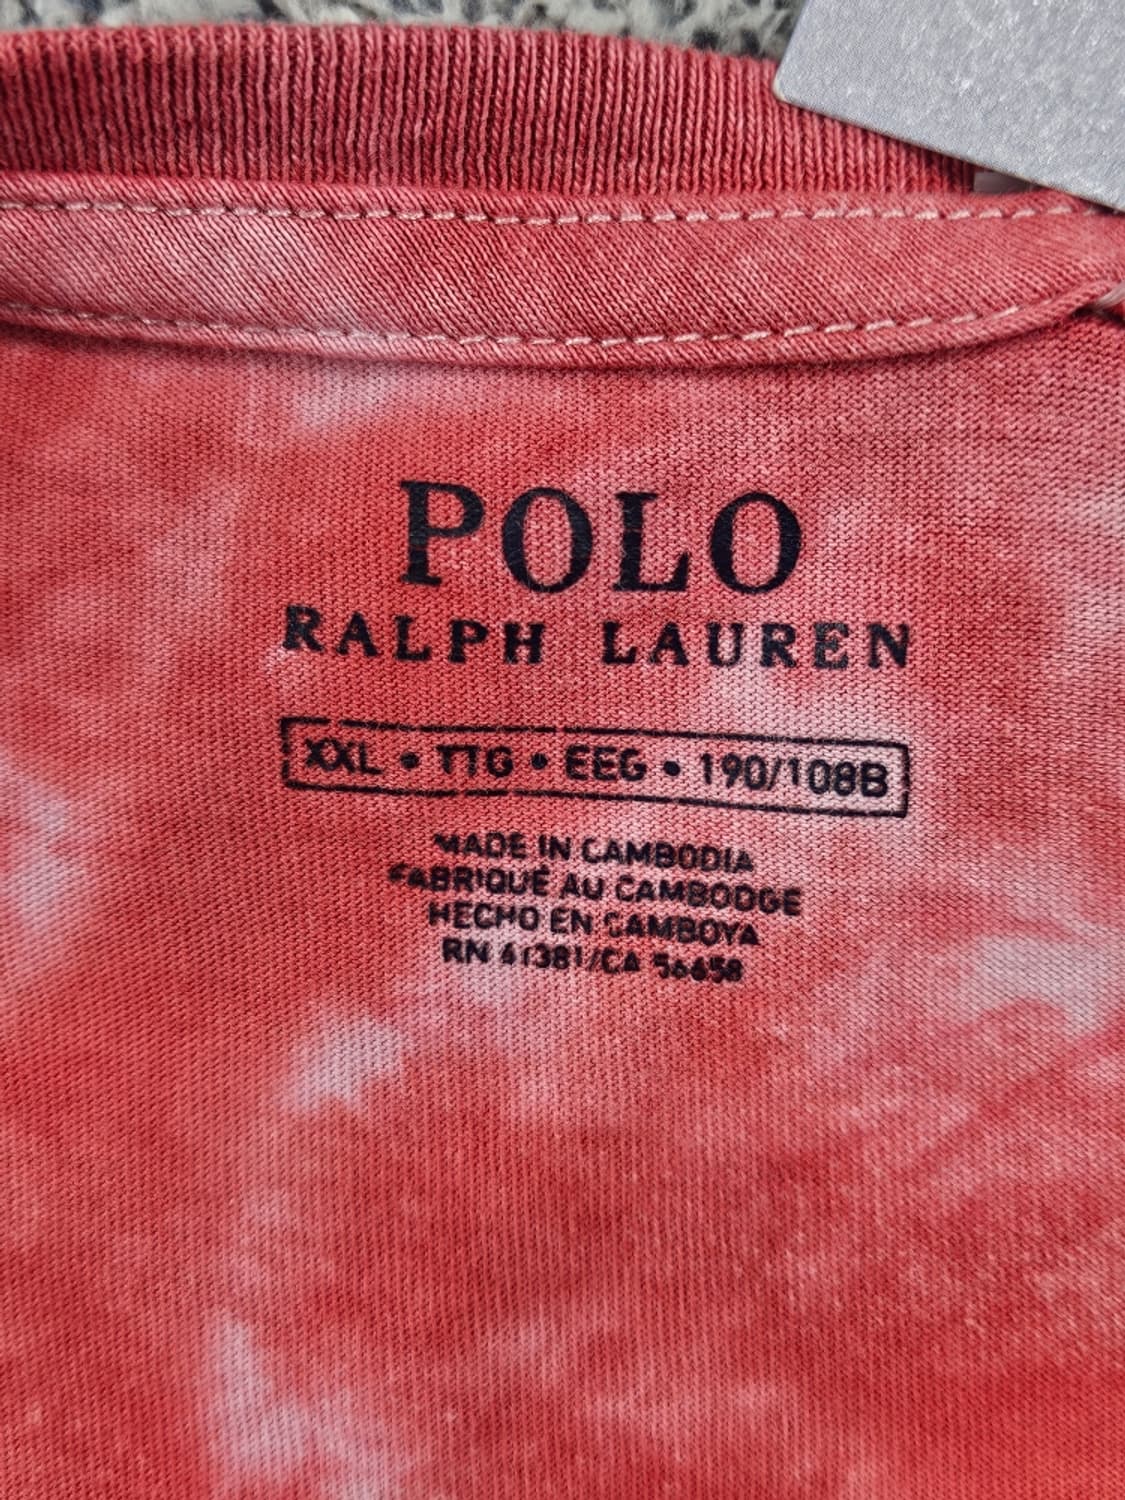 POLO
RALPH LAUREN
XXL • TTG • EEG • 190/108B
MADE IN CAMBODIA
FABRIQUÉ AU CAMBODGE
HECHO EN CAMBOYA
RN 41381/CA 56658